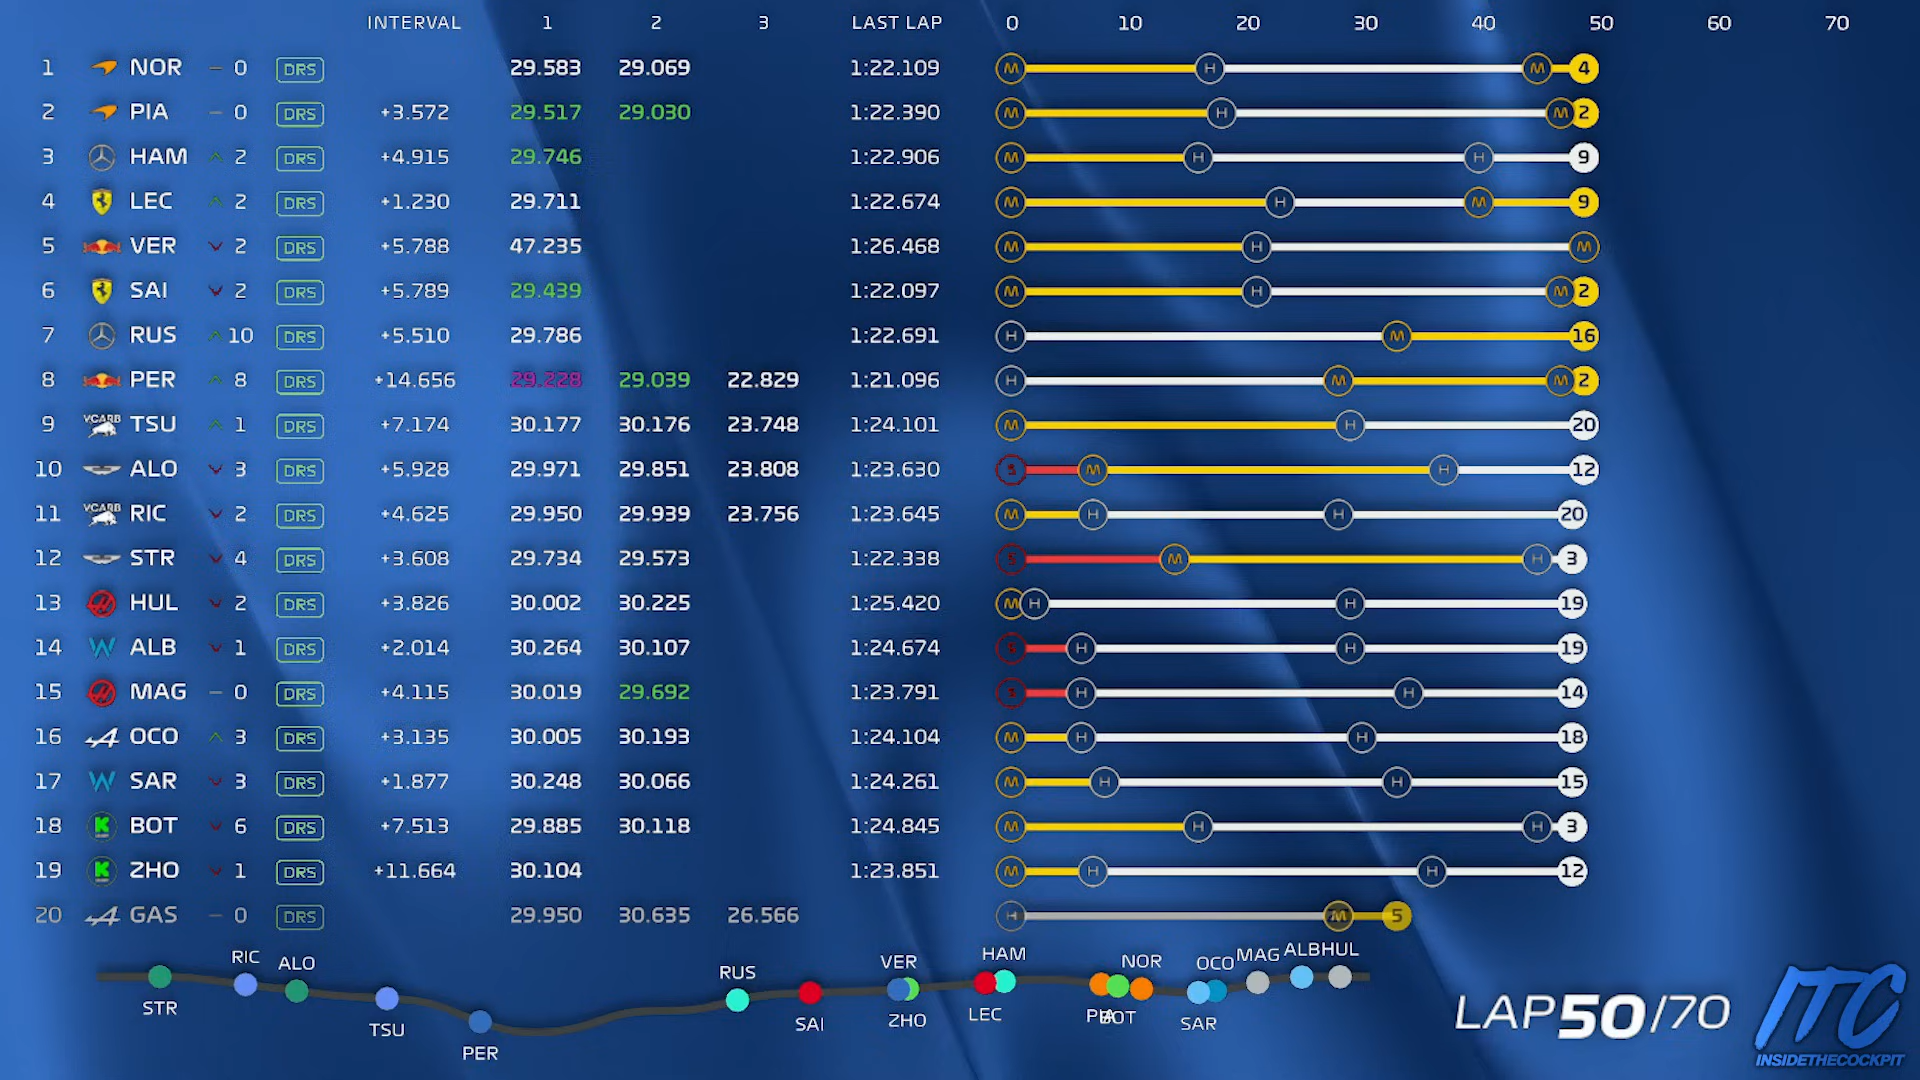 INTERVAL 1 2 3 LAST LAP 0 10 20 30 40 50 60 70
1 NOR – 0 DRS 29.583 29.069 1:22.109 M H M 4
2 PIA – 0 DRS +3.572 29.517 29.030 1:22.390 M H M 2
3 HAM 2 DRS +4.915 29.746 1:22.906 M H H 9
4 LEC 2 DRS +1.230 29.711 1:22.674 M H M 9
5 VER 2 DRS +5.788 47.235 1:26.468 M H M
6 SAI 2 DRS +5.789 29.439 1:22.097 M H M 2
7 RUS 10 DRS +5.510 29.786 1:22.691 H M 16
8 PER 8 DRS +14.656 29.228 29.039 22.829 1:21.096 H M M 2
9 VCARB TSU 1 DRS +7.174 30.177 30.176 23.748 1:24.101 M H 20
10 ALO 3 DRS +5.928 29.971 29.851 23.808 1:23.630 S M H 12
11 VCARB RIC 2 DRS +4.625 29.950 29.939 23.756 1:23.645 M H H 20
12 STR 4 DRS +3.608 29.734 29.573 1:22.338 S M H 3
13 HUL 2 DRS +3.826 30.002 30.225 1:25.420 M H H 19
14 ALB 1 DRS +2.014 30.264 30.107 1:24.674 S H H 19
15 MAG – 0 DRS +4.115 30.019 29.692 1:23.791 S H H 14
16 OCO 3 DRS +3.135 30.005 30.193 1:24.104 M H H 18
17 SAR 3 DRS +1.877 30.248 30.066 1:24.261 M H H 15
18 K BOT 6 DRS +7.513 29.885 30.118 1:24.845 M H H 3
19 K ZHO 1 DRS +11.664 30.104 1:23.851 M H H 12
20 GAS – 0 DRS 29.950 30.635 26.566 H M 5
RIC ALO RUS VER HAM NOR OCO MAG ALB HUL
STR TSU PER SAI ZHO LEC PIA BOT SAR
LAP 50/70
ITC
INSIDETHECOCKPIT